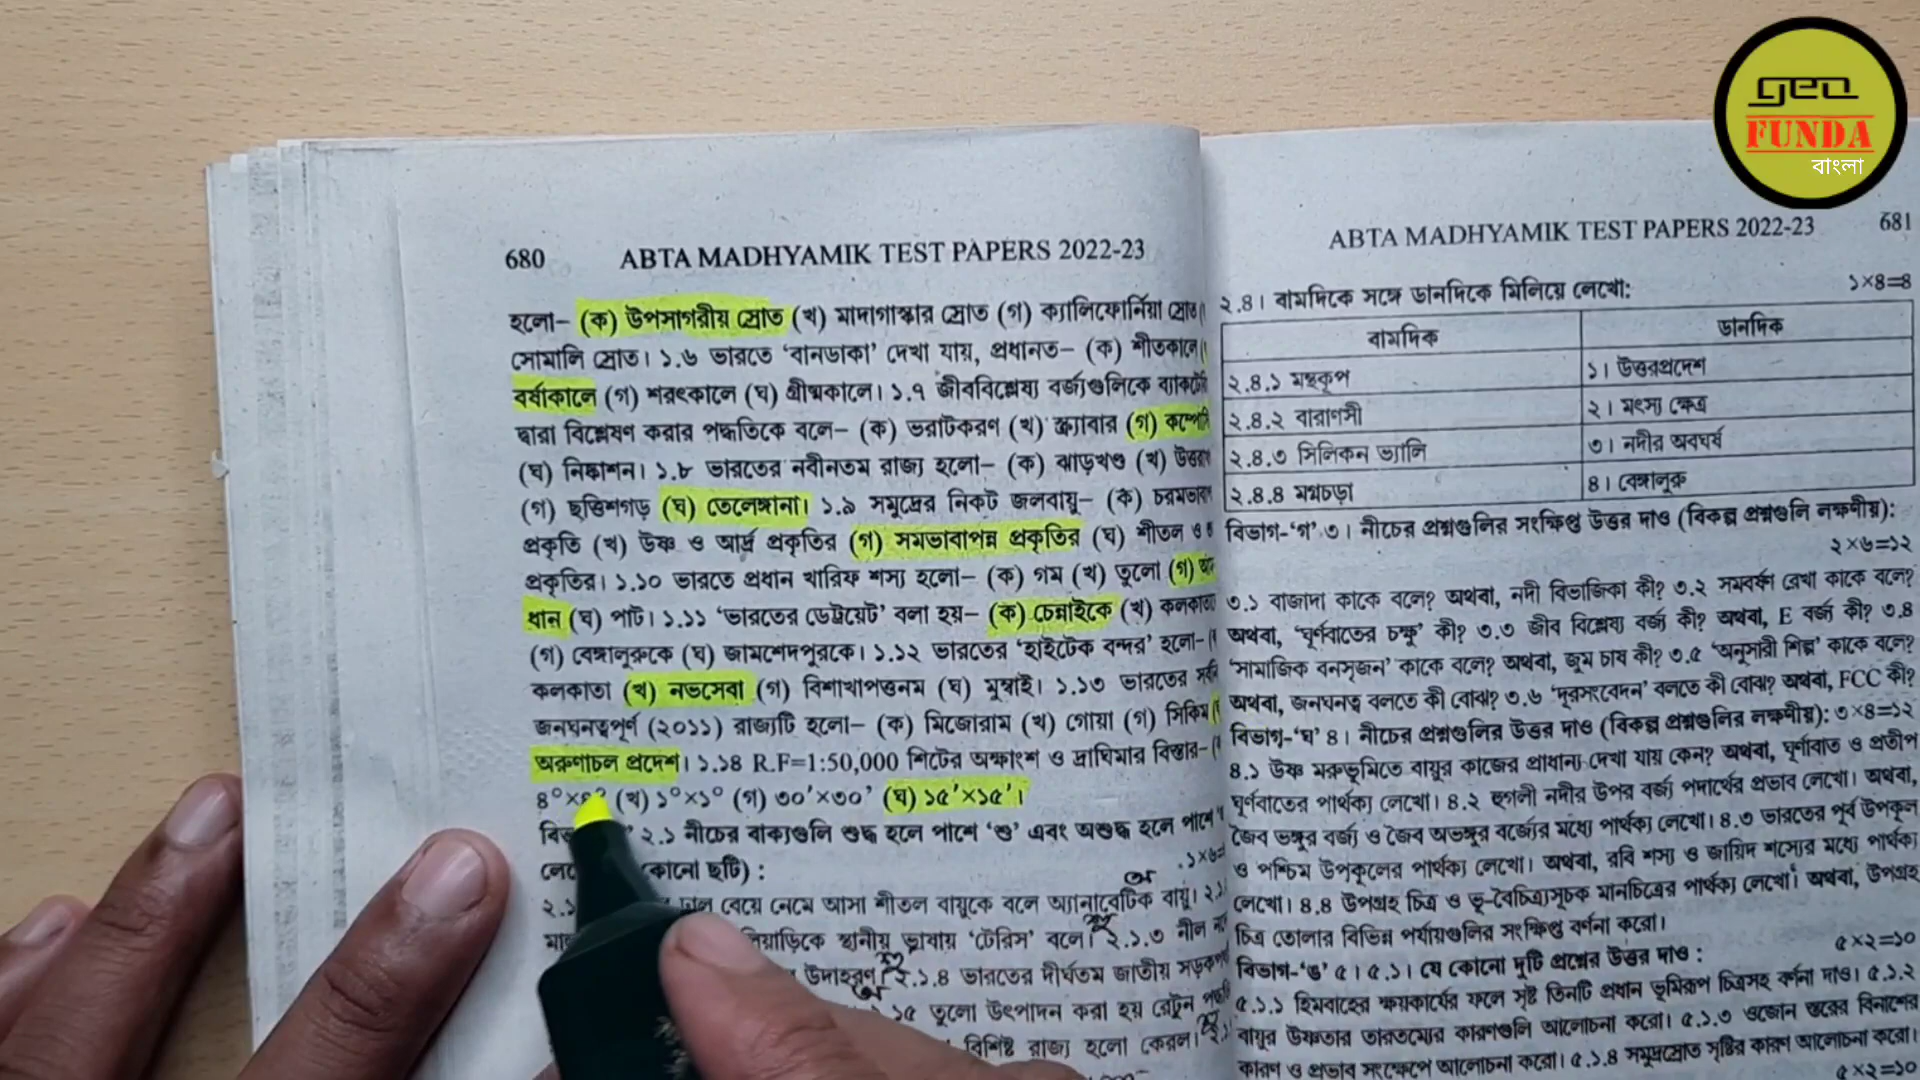 geo
FUNDA
বাংলা
680 ABTA MADHYAMIK TEST PAPERS 2022-23
হলো– (ক) উপসাগরীয় স্রোত (খ) মাদাগাস্কার স্রোত (গ) ক্যালিফোর্নিয়া স্রোত
সোমালি স্রোত। ১.৬ ভারতে ‘বানডাকা’ দেখা যায়, প্রধানত– (ক) শীতকালে
বর্ষাকালে (গ) শরৎকালে (ঘ) গ্রীষ্মকালে। ১.৭ জীববিশ্লেষ্য বর্জ্যগুলিকে
দ্বারা বিশ্লেষণ করার পদ্ধতিকে বলে– (ক) ভরাটকরণ (খ) স্ক্র্যাবার (গ)
(ঘ) নিষ্কাশন। ১.৮ ভারতের নবীনতম রাজ্য হলো– (ক) ঝাড়খণ্ড (খ)
(গ) ছত্তিশগড় (ঘ) তেলেঙ্গানা। ১.৯ সমুদ্রের নিকট জলবায়ু– (ক)
প্রকৃতি (খ) উষ্ণ ও আর্দ্র প্রকৃতির (গ) সমভাবাপন্ন প্রকৃতির (ঘ) শীতল ও
প্রকৃতির। ১.১০ ভারতে প্রধান খারিফ শস্য হলো– (ক) গম (খ) তুলো (গ)
ধান (ঘ) পাট। ১.১১ ‘ভারতের ডেট্রয়েট’ বলা হয়– (ক) চেন্নাইকে (খ)
(গ) বেঙ্গালুরুকে (ঘ) জামশেদপুরকে। ১.১২ ভারতের ‘হাইটেক বন্দর’ হলো–
কলকাতা (খ) নভসেবা (গ) বিশাখাপত্তনম (ঘ) মুম্বাই। ১.১৩ ভারতের
জনঘনত্বপূর্ণ (২০১১) রাজ্যটি হলো– (ক) মিজোরাম (খ) গোয়া (গ) সিকিম
অরুণাচল প্রদেশ। ১.১৪ R.F=1:50,000 শিটের অক্ষাংশ ও দ্রাঘিমার বিস্তার–
(খ) ১°×১° (গ) ৩০’×৩০’ (ঘ) ১৫’×১৫’।
২.১ নীচের বাক্যগুলি শুদ্ধ হলে পাশে ‘শু’ এবং অশুদ্ধ হলে পাশে
ছটি) :
বেয়ে নেমে আসা শীতল বায়ুকে বলে অ্যানাবেটিক বায়ু।
স্থানীয় ভাষায় ‘টেরিস’ বলে। ২.১.৩ নীল
উদাহরণ। ২.১.৪ ভারতের দীর্ঘতম জাতীয়
তুলো উৎপাদন করা হয় রেটুন
বিশিষ্ট রাজ্য হলো কেরল।
ABTA MADHYAMIK TEST PAPERS 2022-23 681
২.৪। বামদিকে সঙ্গে ডানদিকে মিলিয়ে লেখো: ১×৪=৪
বামদিক ডানদিক
২.৪.১ মন্থকূপ ১। উত্তরপ্রদেশ
২.৪.২ বারাণসী ২। মৎস্য ক্ষেত্র
২.৪.৩ সিলিকন ভ্যালি ৩। নদীর অবঘর্ষ
২.৪.৪ মগ্নচড়া ৪। বেঙ্গালুরু
বিভাগ-‘গ’ ৩। নীচের প্রশ্নগুলির সংক্ষিপ্ত উত্তর দাও (বিকল্প প্রশ্নগুলি লক্ষণীয়):
২×৬=১২
৩.১ বাজাদা কাকে বলে? অথবা, নদী বিভাজিকা কী? ৩.২ সমবর্ষণ রেখা কাকে বলে?
অথবা, ‘ঘূর্ণবাতের চক্ষু’ কী? ৩.৩ জীব বিশ্লেষ্য বর্জ্য কী? অথবা, E বর্জ্য কী? ৩.৪
‘সামাজিক বনসৃজন’ কাকে বলে? অথবা, জুম চাষ কী? ৩.৫ ‘অনুসারী শিল্প’ কাকে বলে?
অথবা, জনঘনত্ব বলতে কী বোঝ? ৩.৬ ‘দূরসংবেদন’ বলতে কী বোঝ? অথবা, FCC কী?
বিভাগ-‘ঘ’ ৪। নীচের প্রশ্নগুলির উত্তর দাও (বিকল্প প্রশ্নগুলির লক্ষণীয়): ৩×৪=১২
৪.১ উষ্ণ মরুভূমিতে বায়ুর কাজের প্রাধান্য দেখা যায় কেন? অথবা, ঘূর্ণবাত ও প্রতীপ
ঘূর্ণবাতের পার্থক্য লেখো। ৪.২ হুগলী নদীর উপর বর্জ্য পদার্থের প্রভাব লেখো। অথবা,
জৈব ভঙ্গুর বর্জ্য ও জৈব অভঙ্গুর বর্জ্যের মধ্যে পার্থক্য লেখো। ৪.৩ ভারতের পূর্ব উপকূল
ও পশ্চিম উপকূলের পার্থক্য লেখো। অথবা, রবি শস্য ও জায়িদ শস্যের মধ্যে পার্থক্য
লেখো। ৪.৪ উপগ্রহ চিত্র ও ভূ-বৈচিত্র্যসূচক মানচিত্রের পার্থক্য লেখো। অথবা, উপগ্রহ
চিত্র তোলার বিভিন্ন পর্যায়গুলির সংক্ষিপ্ত বর্ণনা করো।
বিভাগ-‘ঙ’ ৫। ৫.১। যে কোনো দুটি প্রশ্নের উত্তর দাও : ৫×২=১০
৫.১.১ হিমবাহের ক্ষয়কার্যের ফলে সৃষ্ট তিনটি প্রধান ভূমিরূপ চিত্রসহ বর্ণনা দাও। ৫.১.২
বায়ুর উষ্ণতার তারতম্যের কারণগুলি আলোচনা করো। ৫.১.৩ ওজোন স্তরের বিনাশের
কারণ ও প্রভাব সংক্ষেপে আলোচনা করো। ৫.১.৪ সমুদ্রস্রোত সৃষ্টির কারণ আলোচনা করো।
৫×২=১০